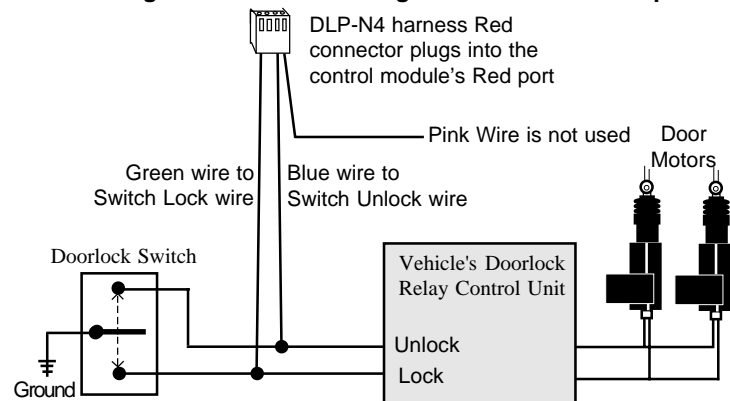 DLP-N4 harness Red
connector plugs into the
control module's Red port
Pink Wire is not used
Door
Motors
Green wire to
Switch Lock wire
Blue wire to
Switch Unlock wire
Doorlock Switch
Vehicle's Doorlock
Relay Control Unit
Unlock
Lock
Ground